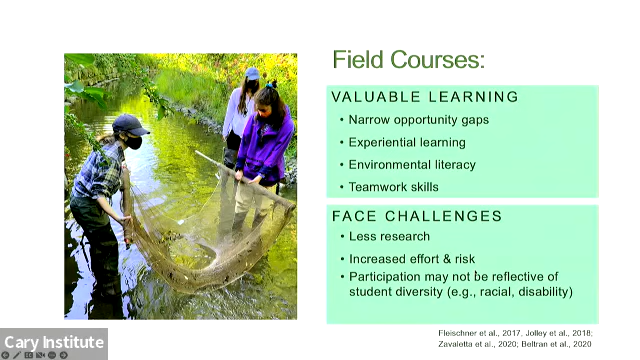 Field Courses:
VALUABLE LEARNING
• Narrow opportunity gaps
• Experiential learning
• Environmental literacy
• Teamwork skills
FACE CHALLENGES
• Less research
• Increased effort & risk
• Participation may not be reflective of
student diversity (e.g., racial, disability)
Fleischner et al., 2017, Jolley et al., 2018;
Zavaletta et al., 2020; Beltran et al., 2020
Cary Institute